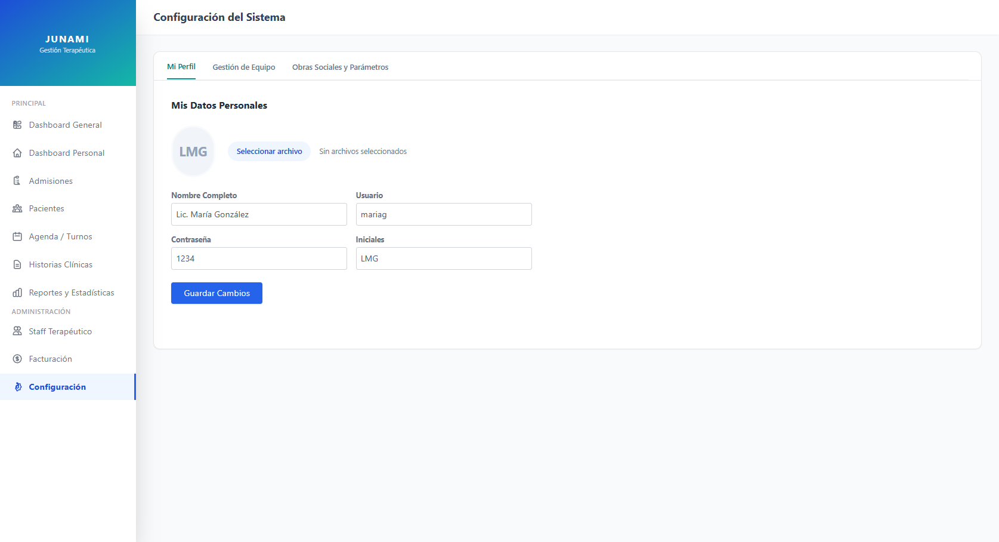 JUNAMI
Gestión Terapéutica
PRINCIPAL
Dashboard General
Dashboard Personal
Admisiones
Pacientes
Agenda / Turnos
Historias Clínicas
Reportes y Estadísticas
ADMINISTRACIÓN
Staff Terapéutico
Facturación
Configuración
Configuración del Sistema
Mi Perfil Gestión de Equipo Obras Sociales y Parámetros
Mis Datos Personales
LMG Seleccionar archivo Sin archivos seleccionados
Nombre Completo Usuario
Lic. María González mariag
Contraseña Iniciales
1234 LMG
Guardar Cambios